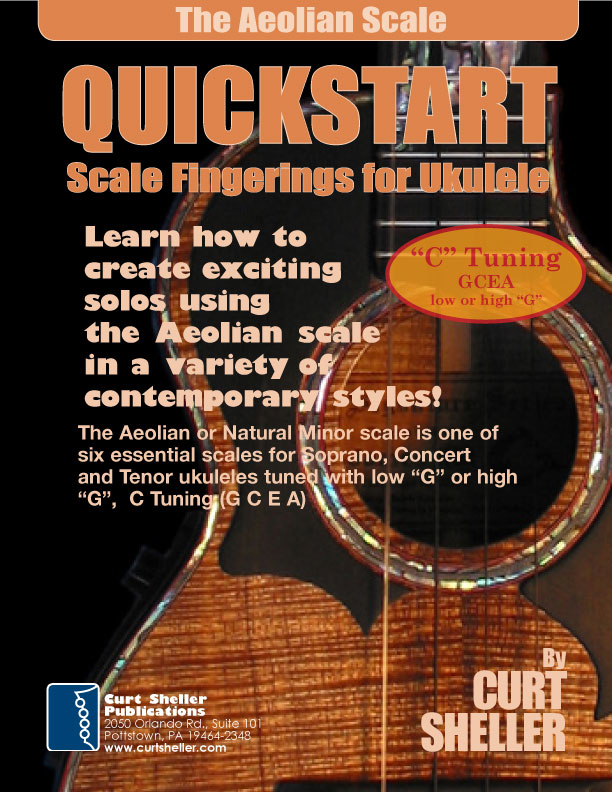 The Aeolian Scale
QUICKSTART
Scale Fingerings for Ukulele
Learn how to
create exciting
solos using
the Aeolian scale
in a variety of
contemporary styles!
"C" Tuning
GCEA
low or high "G"
The Aeolian or Natural Minor scale is one of
six essential scales for Soprano, Concert
and Tenor ukuleles tuned with low "G" or high
"G",  C Tuning (G C E A)
By
CURT
SHELLER
Curt Sheller
Publications
2050 Orlando Rd., Suite 101
Pottstown, PA 19464-2348
www.curtsheller.com